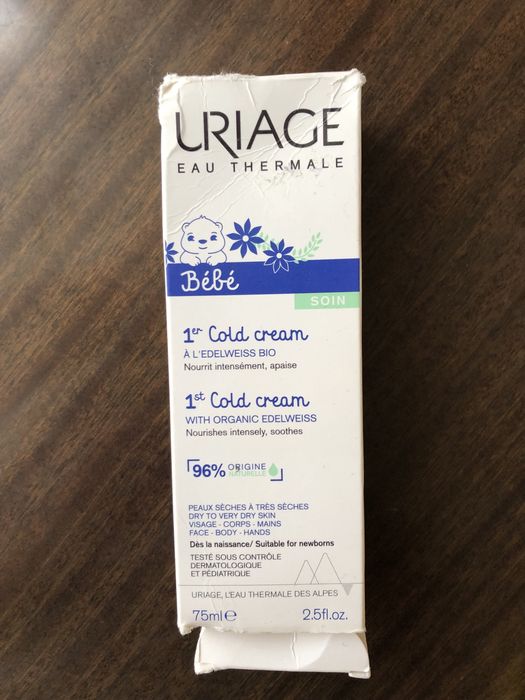 URIAGE
EAU THERMALE
Bébé
SOIN
1er Cold cream
À L'EDELWEISS BIO
Nourrit intensément, apaise
1st Cold cream
WITH ORGANIC EDELWEISS
Nourishes intensely, soothes
96% ORIGINE
NATURELLE
PEAUX SÈCHES À TRÈS SÈCHES
DRY TO VERY DRY SKIN
VISAGE - CORPS - MAINS
FACE - BODY - HANDS
Dès la naissance/ Suitable for newborns
TESTÉ SOUS CONTRÔLE
DERMATOLOGIQUE
ET PÉDIATRIQUE
URIAGE, L'EAU THERMALE DES ALPES
75ml℮ 2.5fl.oz.